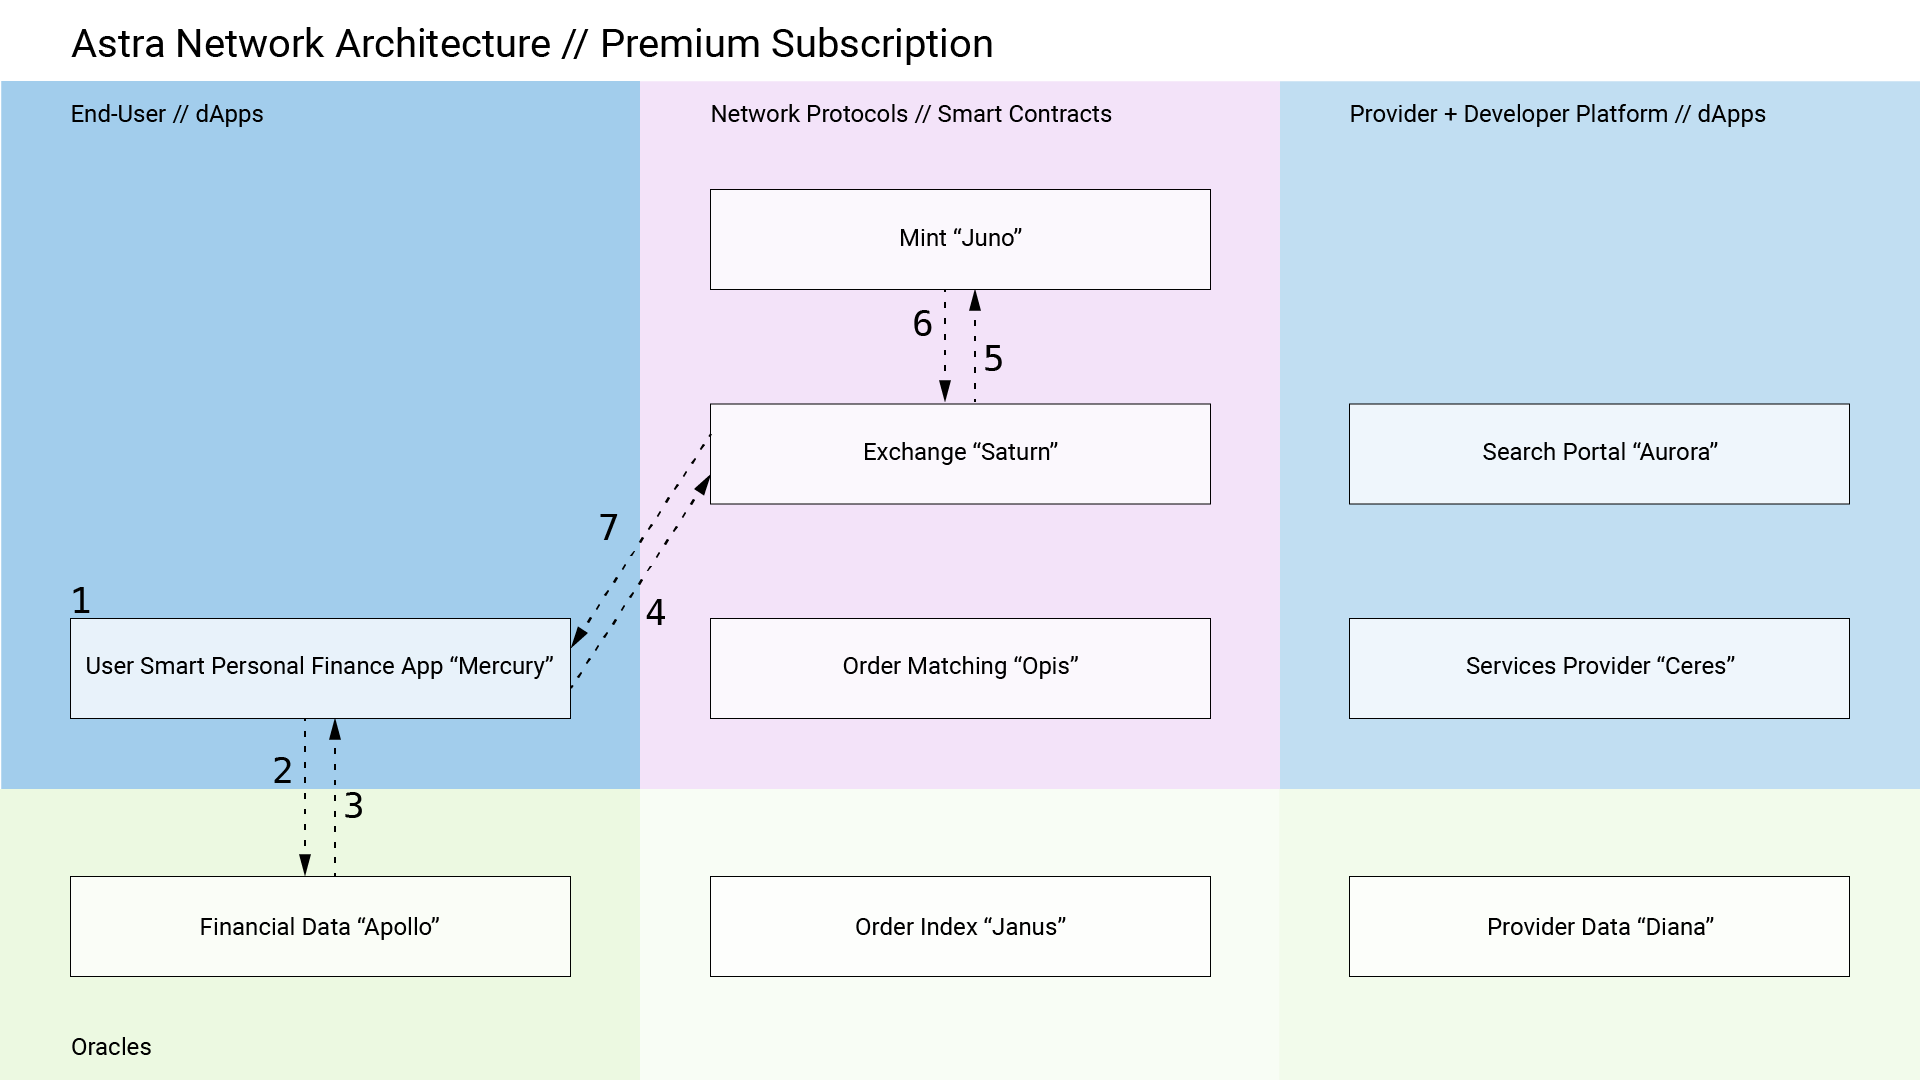 Astra Network Architecture // Premium Subscription
End-User // dApps
Network Protocols // Smart Contracts
Provider + Developer Platform // dApps
Mint “Juno”
6
5
Exchange “Saturn”
Search Portal “Aurora”
7
4
1
User Smart Personal Finance App “Mercury”
Order Matching “Opis”
Services Provider “Ceres”
2
3
Financial Data “Apollo”
Order Index “Janus”
Provider Data “Diana”
Oracles